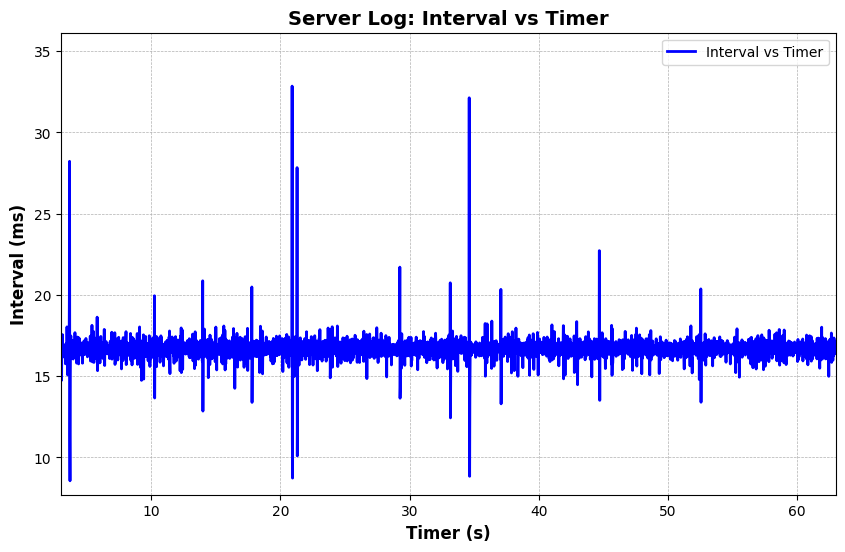 Server Log: Interval vs Timer
Interval vs Timer
Interval (ms)
35
30
25
20
15
10
10 20 30 40 50 60
Timer (s)